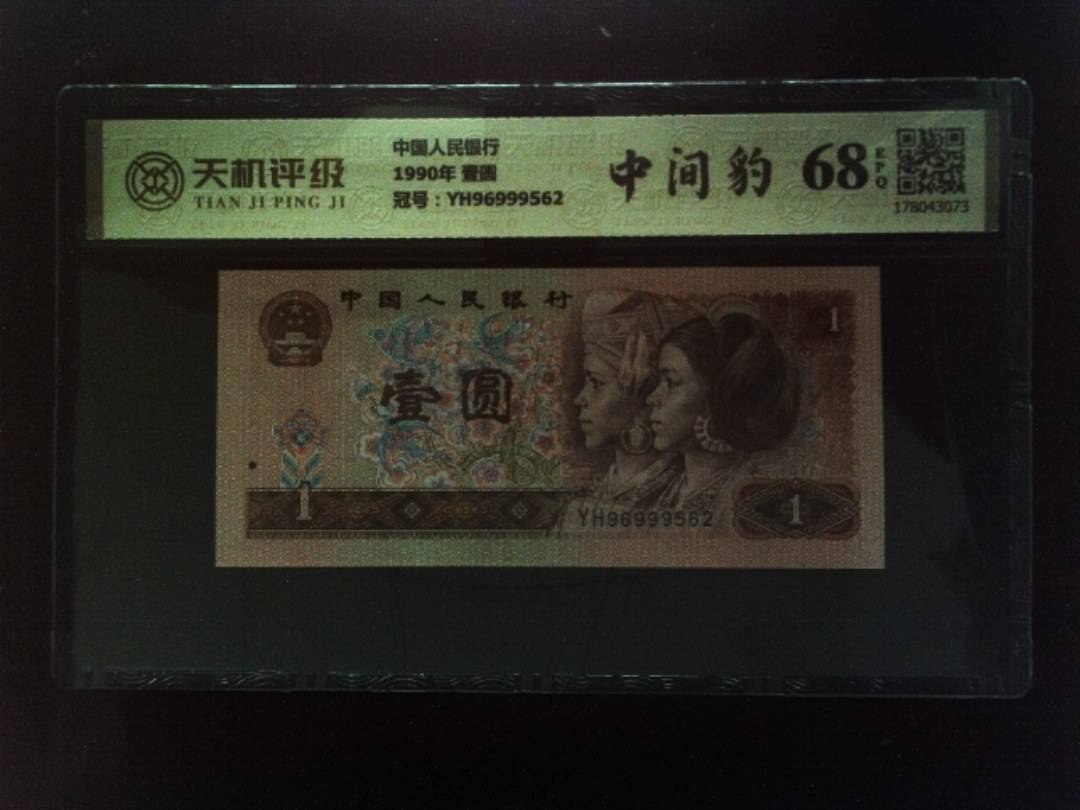 天机评级
TIAN JI PING JI
中国人民银行
1990年 壹圆
冠号：YH96999562
中间豹
68
EPQ
178043073
中国人民银行
1
壹圆
1
YH96999562
1